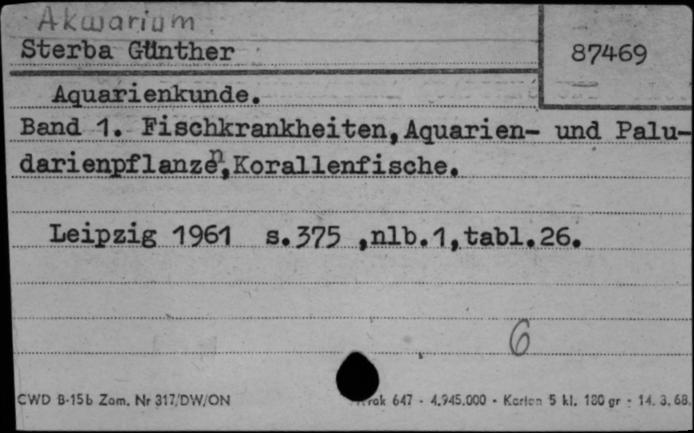 Akwarium
Sterba Günther
87469
Aquarienkunde.
Band 1. Fischkrankheiten,Aquarien- und Palu-
darienpflanzen,Korallenfische.
Leipzig 1961 s.375 ,nlb.1,tabl.26.
6
CWD B-15b Zam. Nr 317/DW/ON
647 - 4.945.000 - Karton 5 kl. 180 gr - 14. 3. 68.